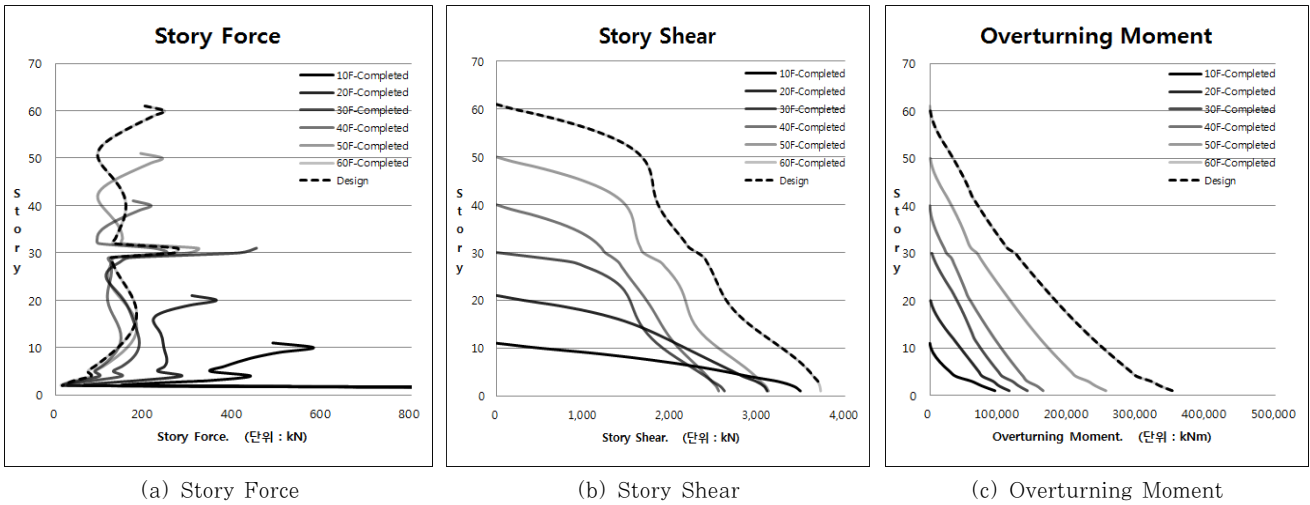 Story Force
70
60
50
40
30
20
10
0
Story
0
200
400
600
800
10F-Completed
20F-Completed
30F-Completed
40F-Completed
50F-Completed
60F-Completed
Design
Story Force. (단위 : kN)
(a) Story Force
Story Shear
70
60
50
40
30
20
10
0
Story
0
1,000
2,000
3,000
4,000
10F-Completed
20F-Completed
30F-Completed
40F-Completed
50F-Completed
60F-Completed
Design
Story Shear. (단위 : kN)
(b) Story Shear
Overturning Moment
70
60
50
40
30
20
10
0
Story
0
100,000
200,000
300,000
400,000
500,000
10F-Completed
20F-Completed
30F-Completed
40F-Completed
50F-Completed
60F-Completed
Design
Overturning Moment. (단위 : kNm)
(c) Overturning Moment